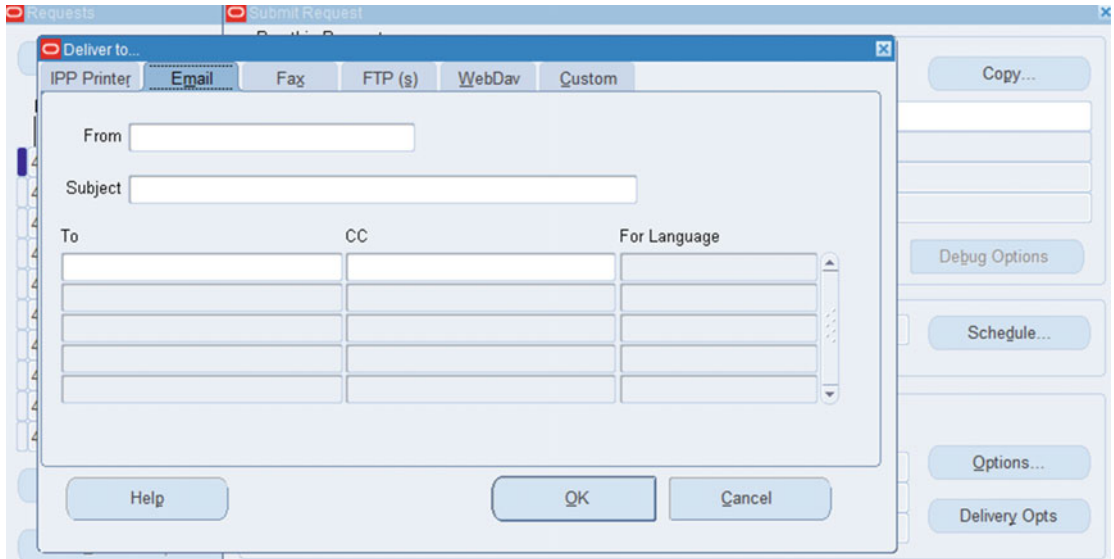 Requests
Submit Request
Deliver to...
IPP Printer Email Fax FTP (s) WebDav Custom
Copy...
From
Subject
To CC For Language
Debug Options
Schedule...
Options...
Help OK Cancel
Delivery Opts